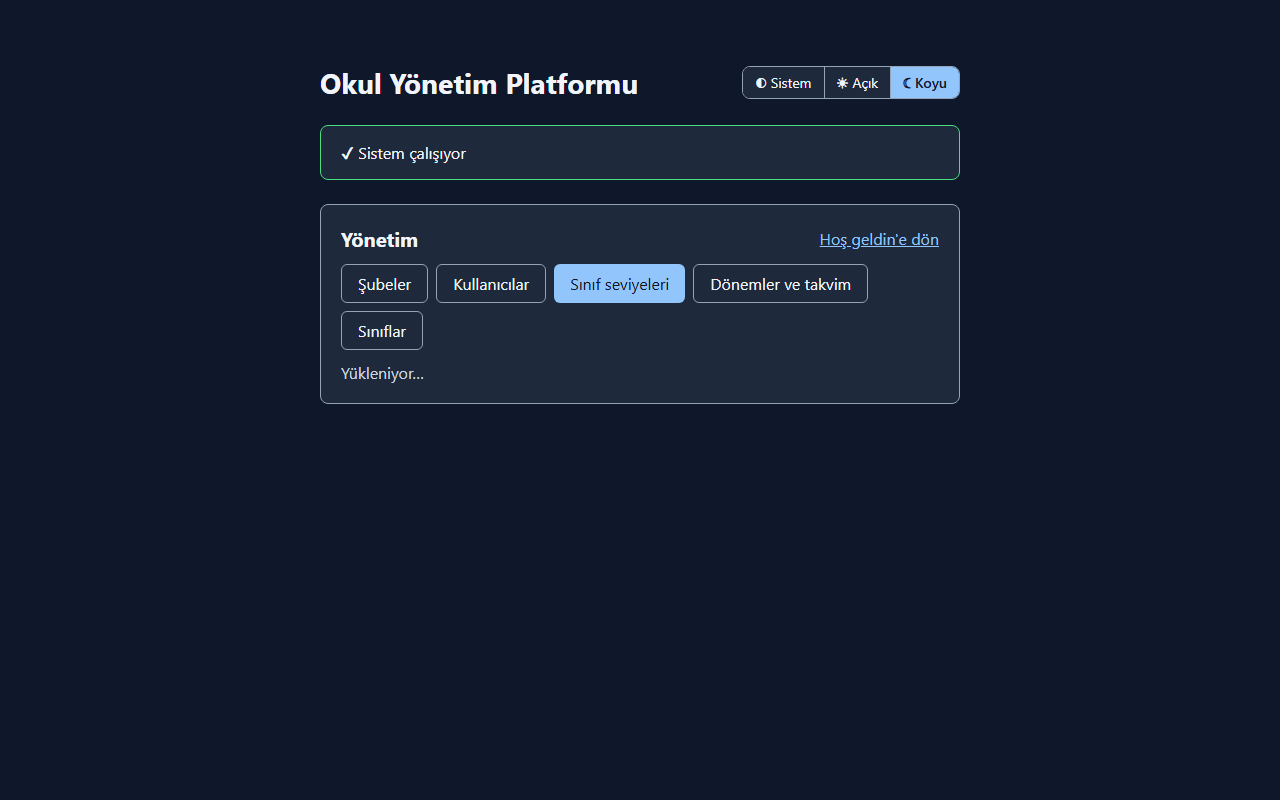 Okul Yönetim Platformu
◐ Sistem ☀ Açık ☾ Koyu
✓ Sistem çalışıyor
Yönetim Hoş geldin'e dön
Şubeler Kullanıcılar Sınıf seviyeleri Dönemler ve takvim
Sınıflar
Yükleniyor...